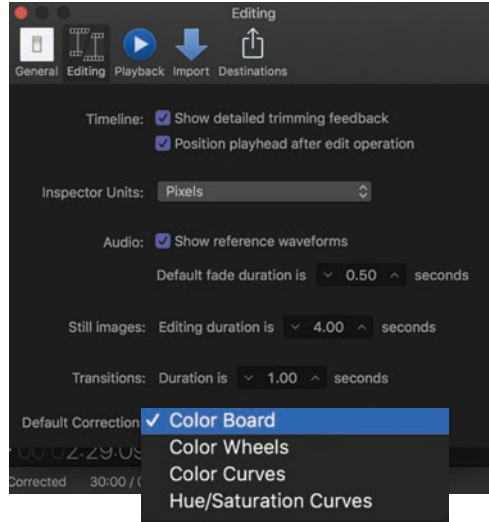 Editing
General Editing Playback Import Destinations
Timeline: Show detailed trimming feedback
Position playhead after edit operation
Inspector Units: Pixels
Audio: Show reference waveforms
Default fade duration is 0.50 seconds
Still images: Editing duration is 4.00 seconds
Transitions: Duration is 1.00 seconds
Default Correction: Color Board
Color Wheels
Color Curves
Hue/Saturation Curves
Corrected 30:00 /